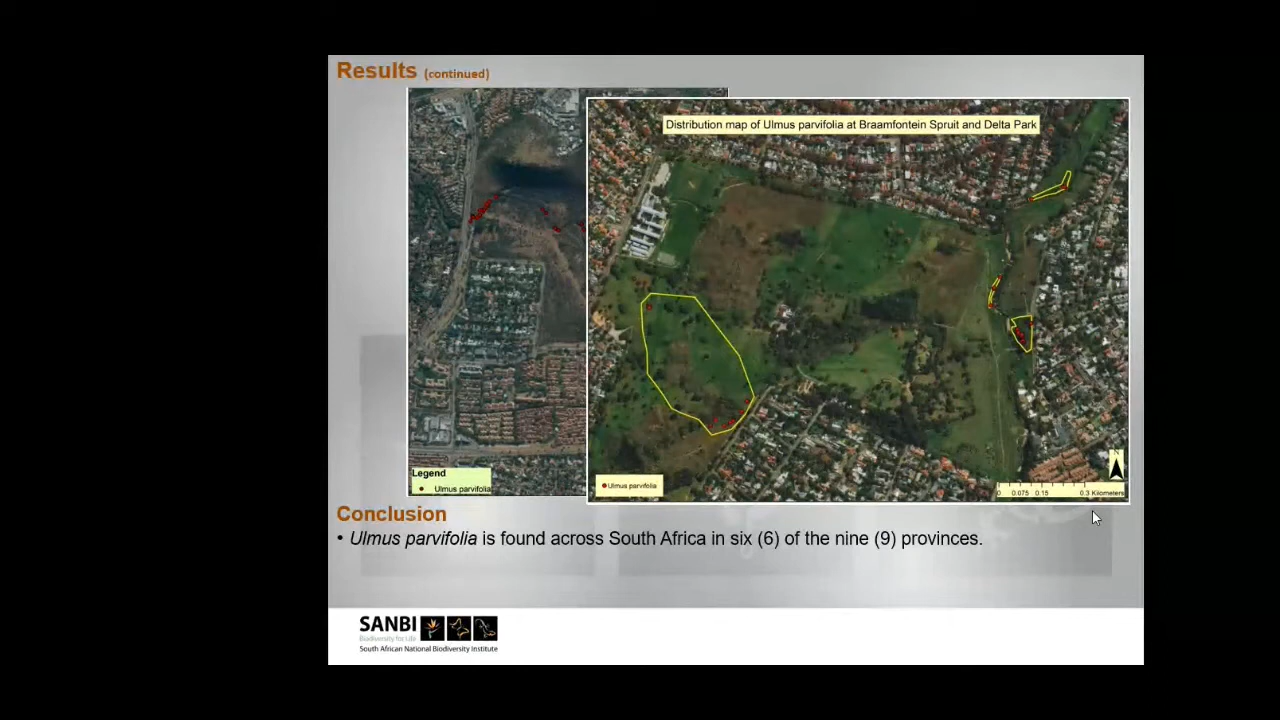 Results (continued)
Distribution map of Ulmus parvifolia at Braamfontein Spruit and Delta Park
Legend
Ulmus parvifolia
Ulmus parvifolia
N
0 0.075 0.15 0.3 Kilometers
Conclusion
• Ulmus parvifolia is found across South Africa in six (6) of the nine (9) provinces.
SANBI
Biodiversity for Life
South African National Biodiversity Institute